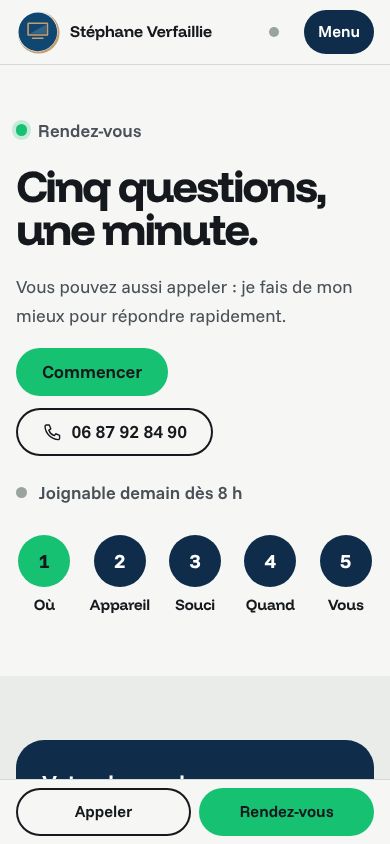 Stéphane Verfaillie
Menu
Rendez-vous
Cinq questions,
une minute.
Vous pouvez aussi appeler : je fais de mon
mieux pour répondre rapidement.
Commencer
06 87 92 84 90
Joignable demain dès 8 h
1 2 3 4 5
Où Appareil Souci Quand Vous
Appeler Rendez-vous